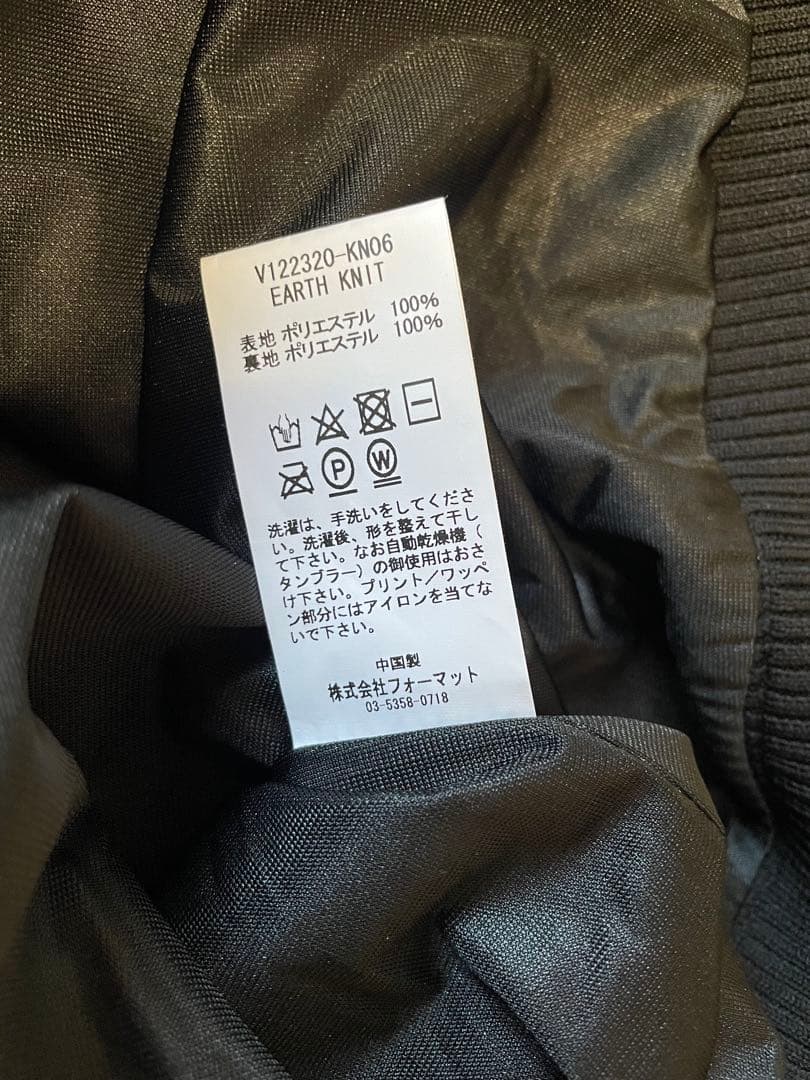 V122320-KN06
EARTH KNIT
表地 ポリエステル 100%
裏地 ポリエステル 100%
P W
洗濯は、手洗いをしてくださ
い。洗濯後、形を整えて干し
て下さい。なお自動乾燥機(
タンブラー)の御使用はおさ
け下さい。プリント/ワッペ
ン部分にはアイロンを当てな
いで下さい。
中国製
株式会社フォーマット
03-5358-0718